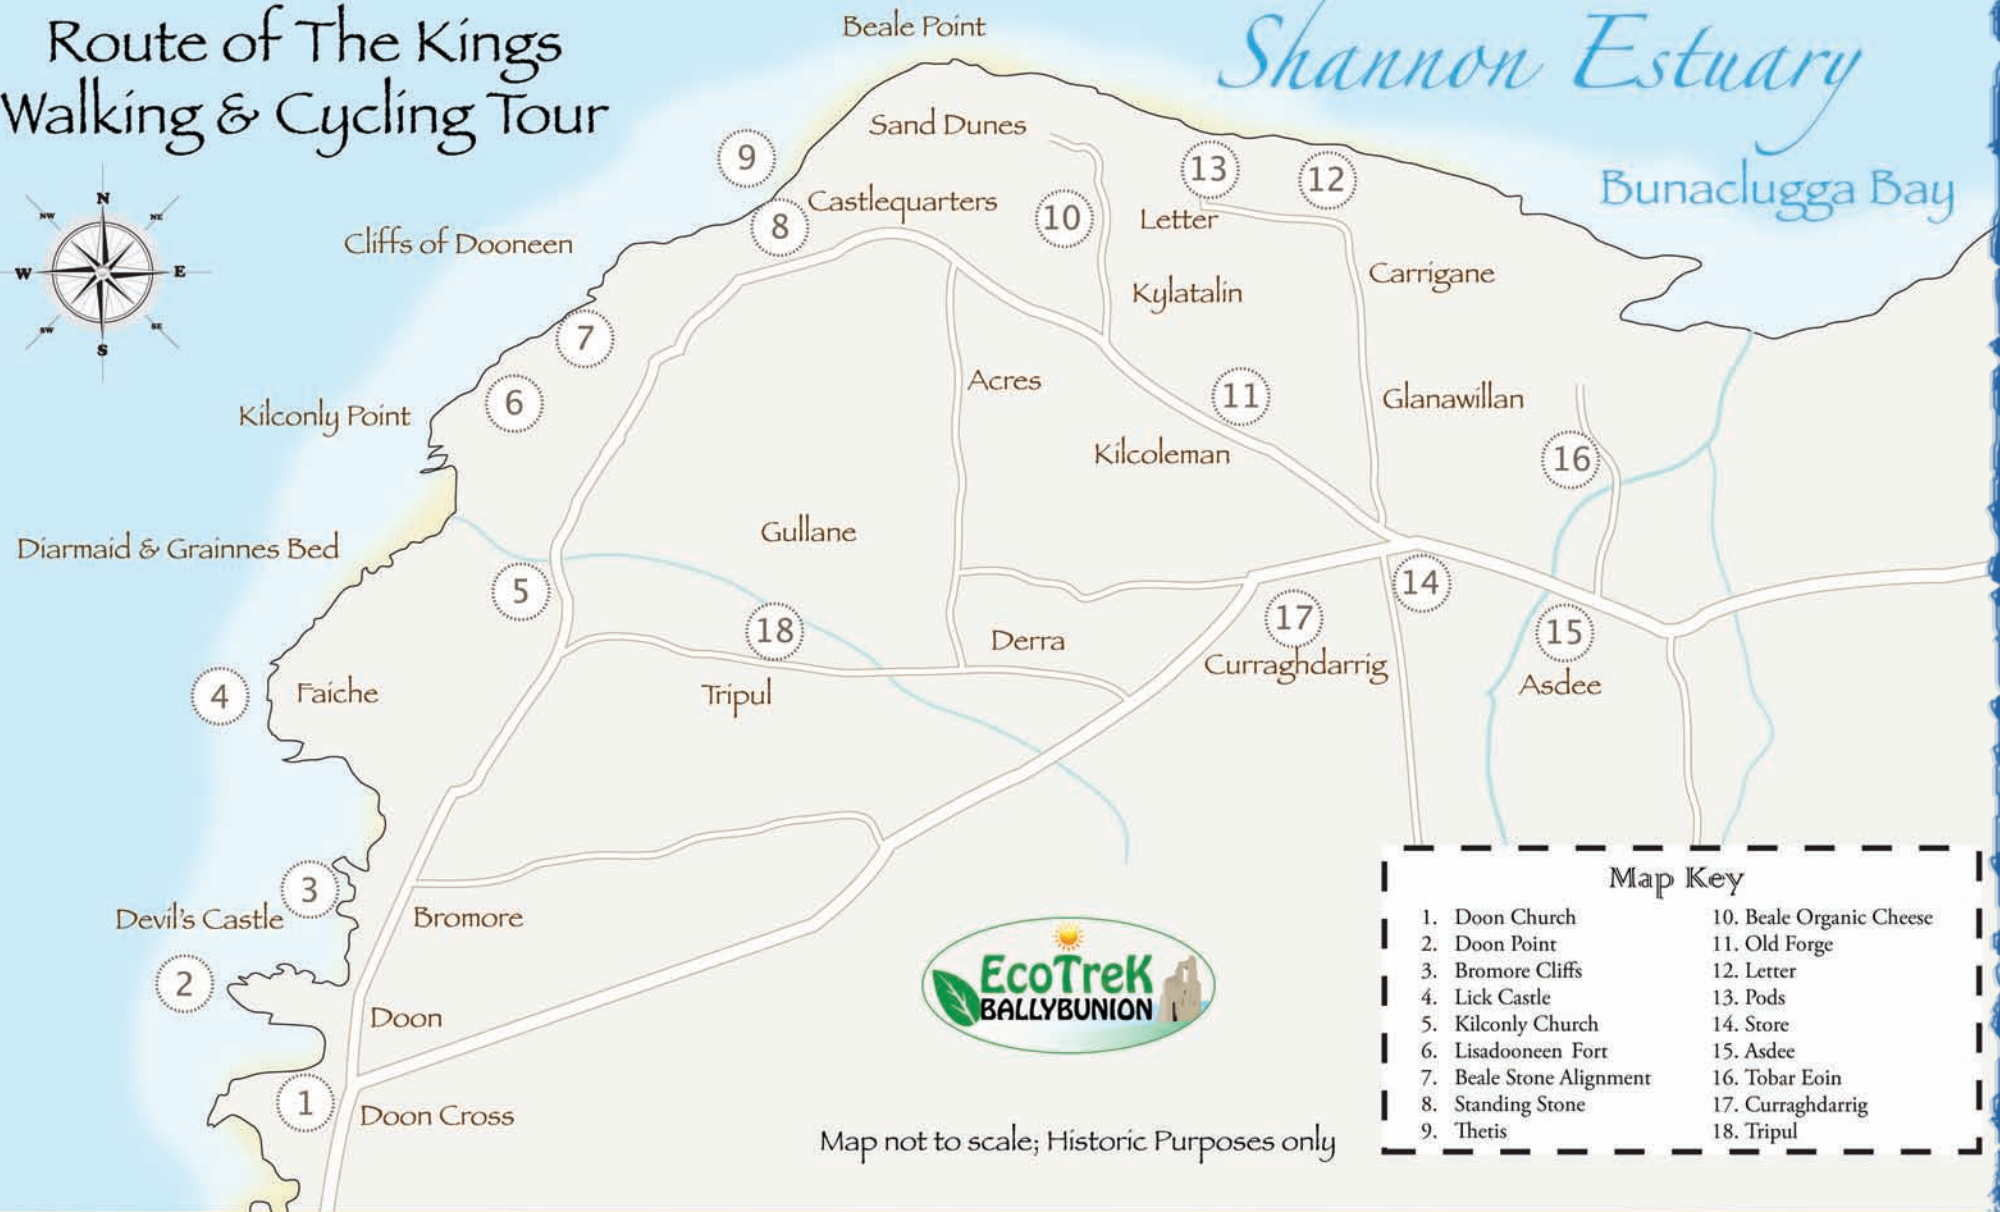 Route of The Kings
Walking & Cycling Tour
Beale Point
Shannon Estuary
Bunaclugga Bay
Sand Dunes
9
13
12
N
NW
NE
W
E
SW
SE
S
8
Castlequarters
10
Letter
Cliffs of Dooneen
Carrigane
Kylatalin
7
Acres
11
Glanawillan
6
Kilconly Point
Kilcoleman
16
Gullane
Diarmaid & Grainnes Bed
5
14
18
17
15
Derra
Curraghdarrig
Asdee
4
Faiche
Tripul
3
Devil's Castle
Bromore
2
Doon
1
Doon Cross
EcoTreK
BALLYBUNION
Map not to scale; Historic Purposes only
Map Key
1. Doon Church
2. Doon Point
3. Bromore Cliffs
4. Lick Castle
5. Kilconly Church
6. Lisadooneen Fort
7. Beale Stone Alignment
8. Standing Stone
9. Thetis
10. Beale Organic Cheese
11. Old Forge
12. Letter
13. Pods
14. Store
15. Asdee
16. Tobar Eoin
17. Curraghdarrig
18. Tripul